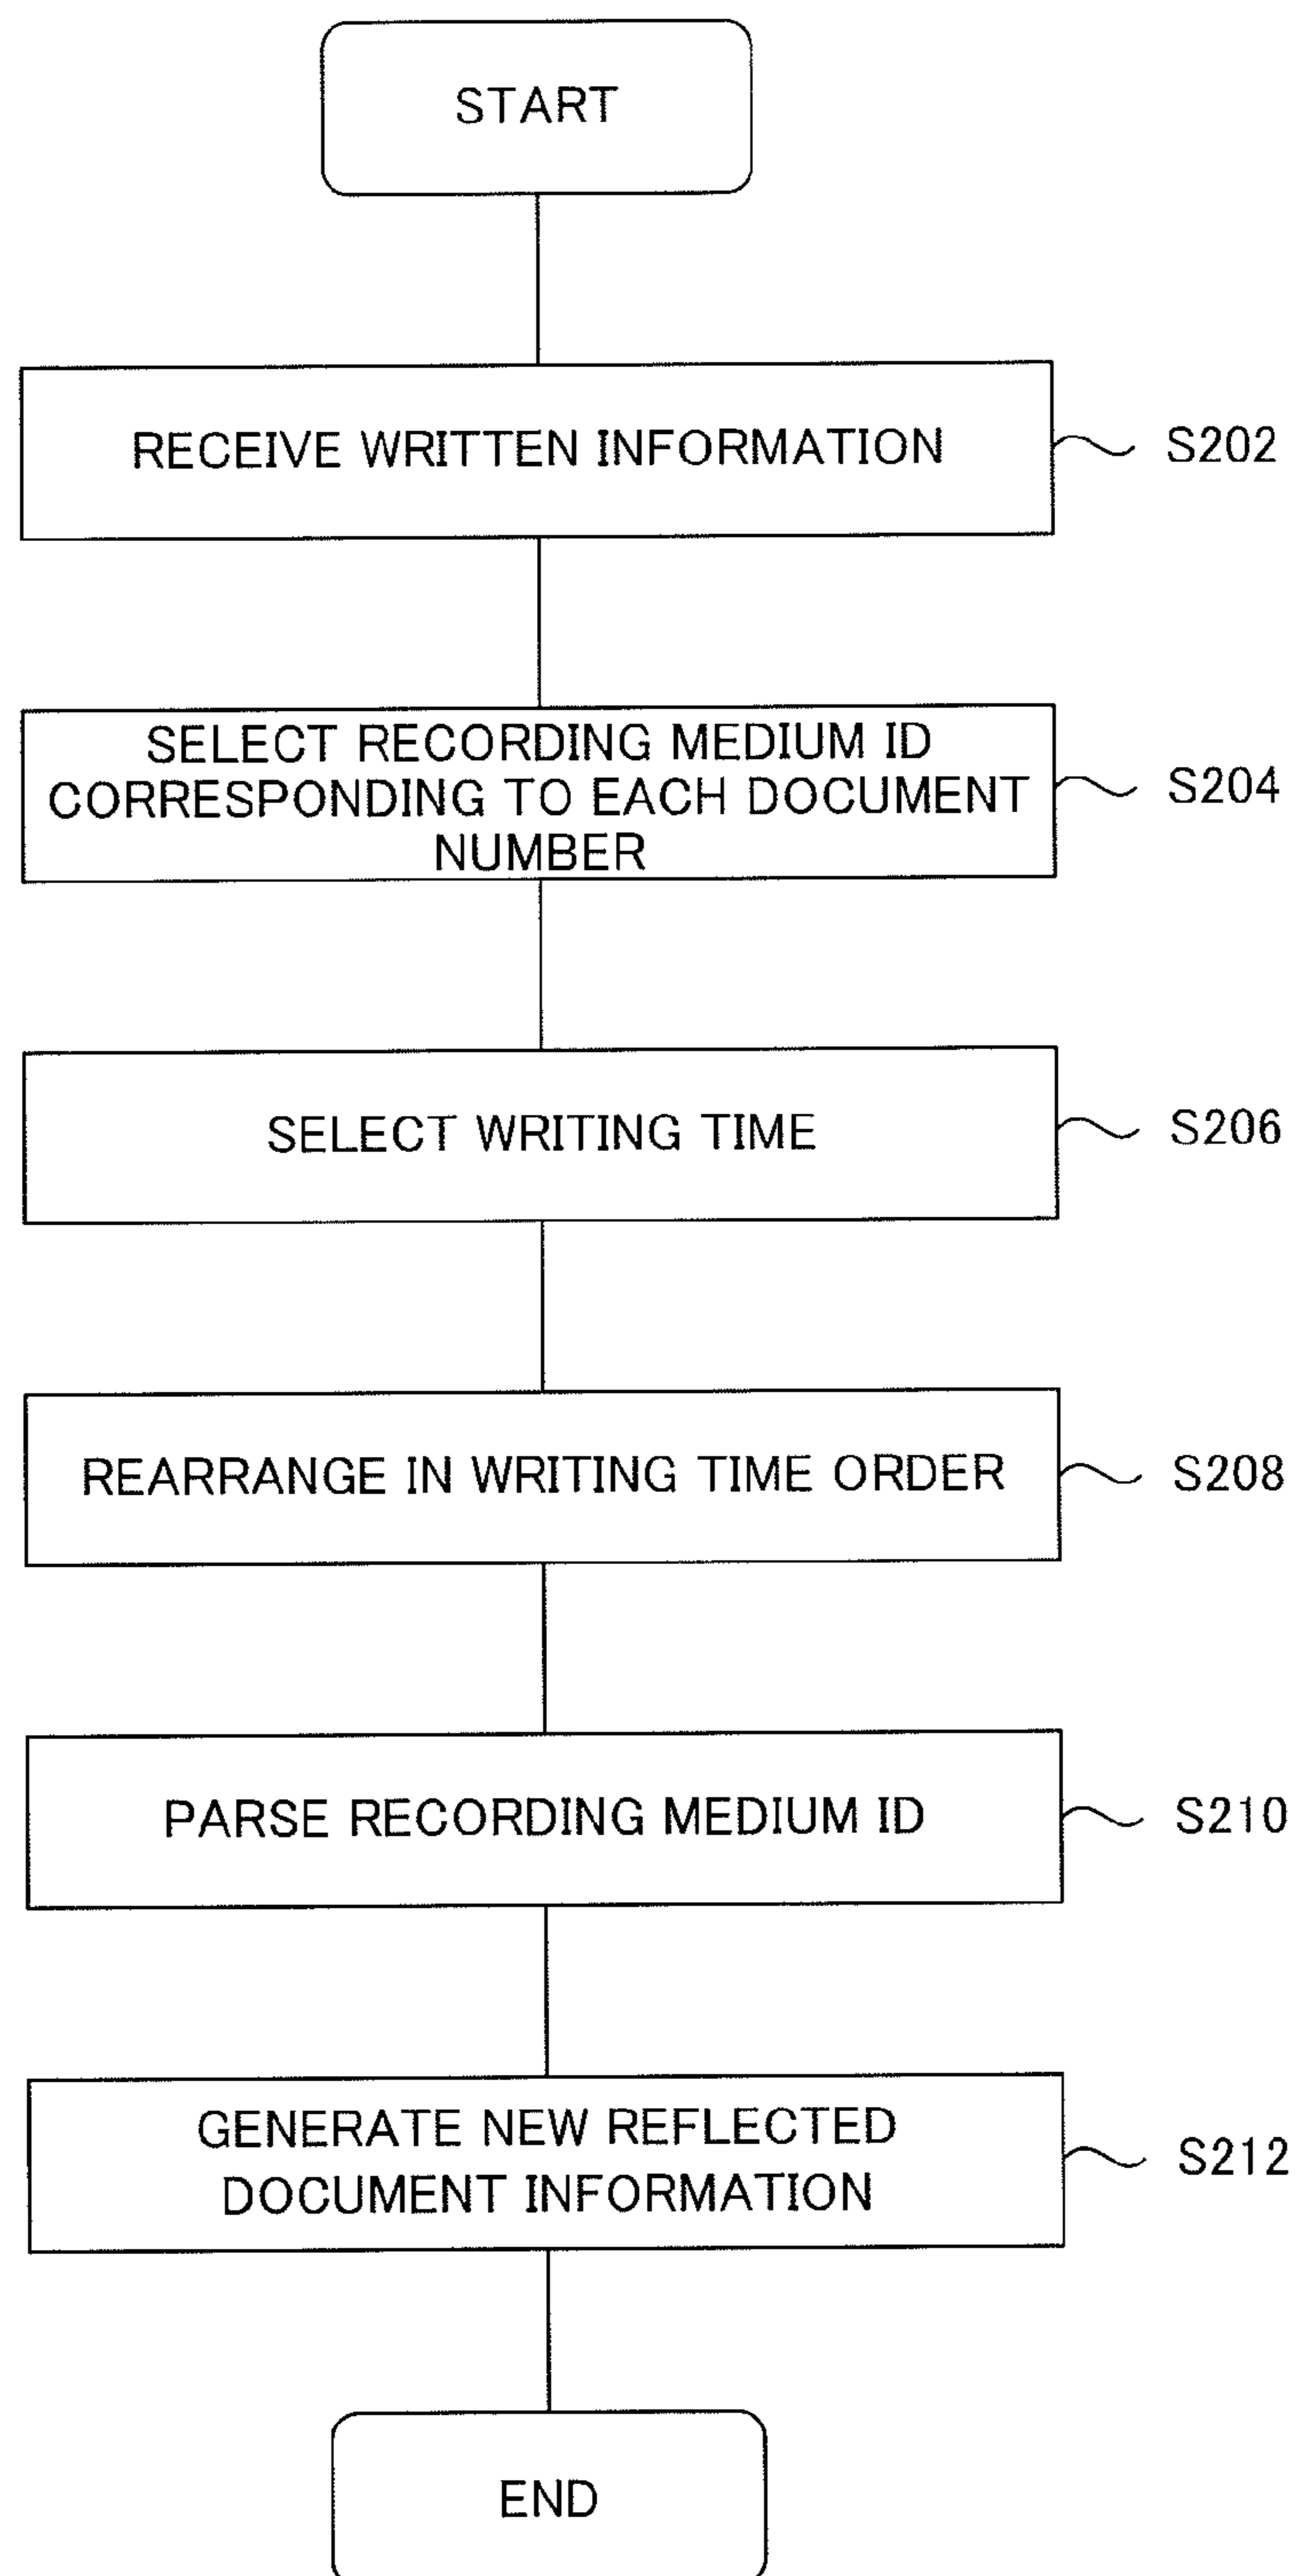 START
RECEIVE WRITTEN INFORMATION
S202
SELECT RECORDING MEDIUM ID
CORRESPONDING TO EACH DOCUMENT
NUMBER
S204
SELECT WRITING TIME
S206
REARRANGE IN WRITING TIME ORDER
S208
PARSE RECORDING MEDIUM ID
S210
GENERATE NEW REFLECTED
DOCUMENT INFORMATION
S212
END